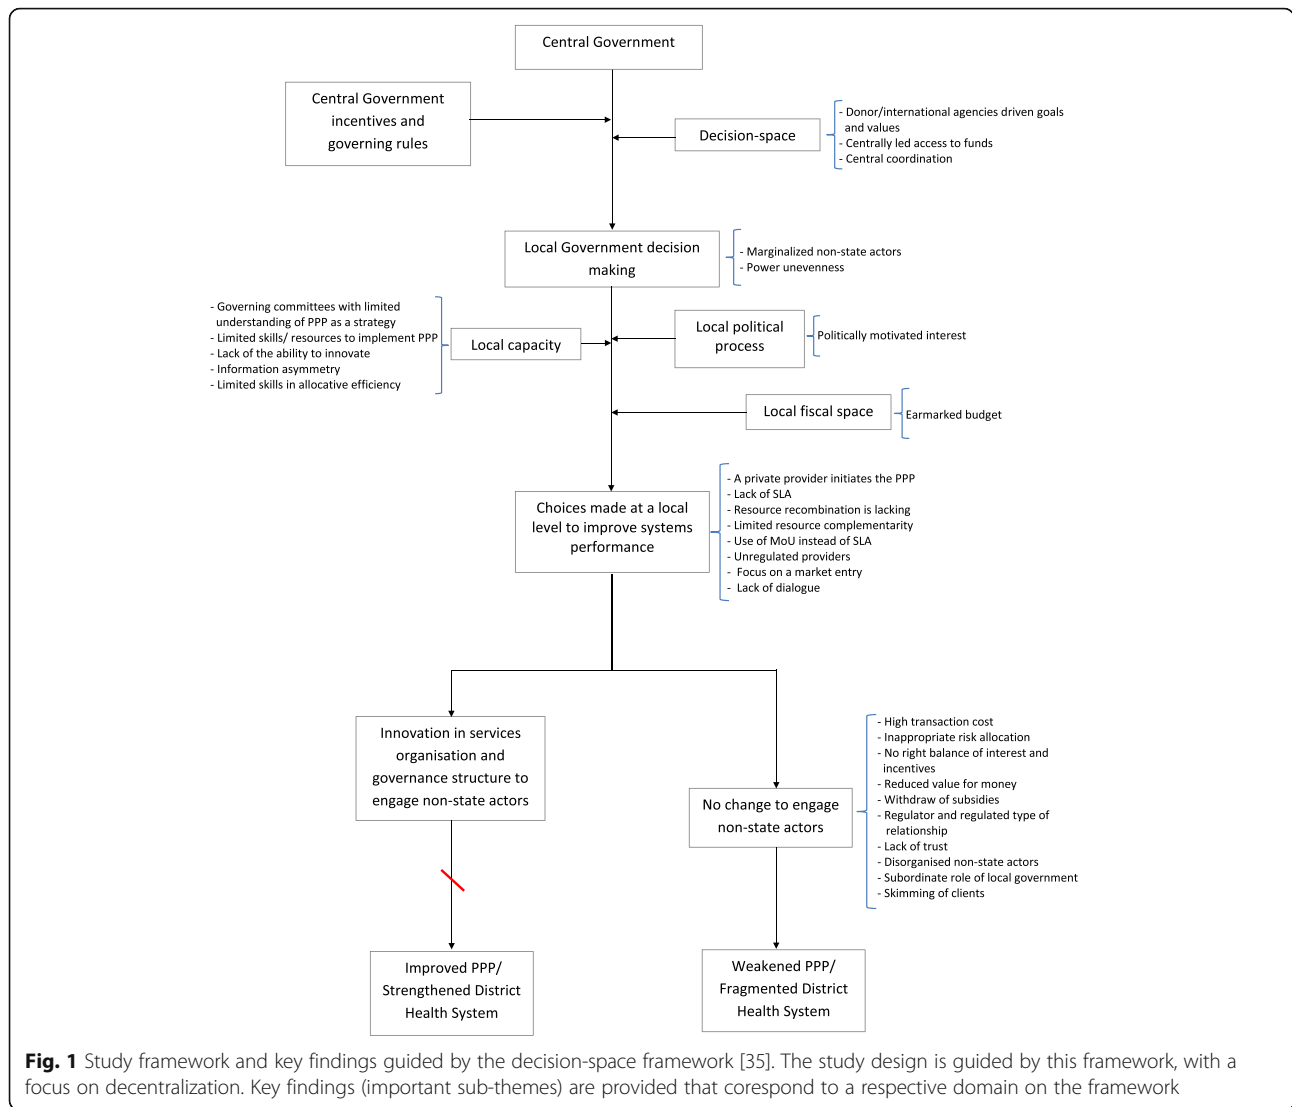 Central Government
Central Government
incentives and
governing rules
Decision-space
- Donor/international agencies driven goals
and values
- Centrally led access to funds
- Central coordination
Local Government decision
making
- Marginalized non-state actors
- Power unevenness
- Governing committees with limited
understanding of PPP as a strategy
- Limited skills/ resources to implement PPP
- Lack of the ability to innovate
- Information asymmetry
- Limited skills in allocative efficiency
Local capacity
Local political
process
Politically motivated interest
Local fiscal space
Earmarked budget
Choices made at a local
level to improve systems
performance
- A private provider initiates the PPP
- Lack of SLA
- Resource recombination is lacking
- Limited resource complementarity
- Use of MoU instead of SLA
- Unregulated providers
- Focus on a market entry
- Lack of dialogue
Innovation in services
organisation and
governance structure to
engage non-state actors
No change to engage
non-state actors
- High transaction cost
- Inappropriate risk allocation
- No right balance of interest and
incentives
- Reduced value for money
- Withdraw of subsidies
- Regulator and regulated type of
relationship
- Lack of trust
- Disorganised non-state actors
- Subordinate role of local government
- Skimming of clients
Improved PPP/
Strengthened District
Health System
Weakened PPP/
Fragmented District
Health System
Fig. 1 Study framework and key findings guided by the decision-space framework [35]. The study design is guided by this framework, with a
focus on decentralization. Key findings (important sub-themes) are provided that corespond to a respective domain on the framework